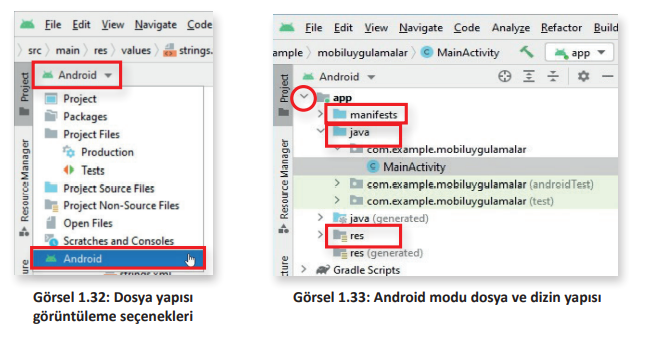 File Edit View Navigate Code
src main res values strings.
Android
Project
Project
Packages
Project Files
Production
Tests
Project Source Files
Project Non-Source Files
Open Files
Scratches and Consoles
Android
Resource Manager
Görsel 1.32: Dosya yapısı
görüntüleme seçenekleri
File Edit View Navigate Code Analyze Refactor Build
ample mobiluygulamalar MainActivity app
Project
Resource Manager
Android
app
manifests
java
com.example.mobiluygulamalar
MainActivity
com.example.mobiluygulamalar (androidTest)
com.example.mobiluygulamalar (test)
java (generated)
res
res (generated)
Gradle Scripts
Görsel 1.33: Android modu dosya ve dizin yapısı